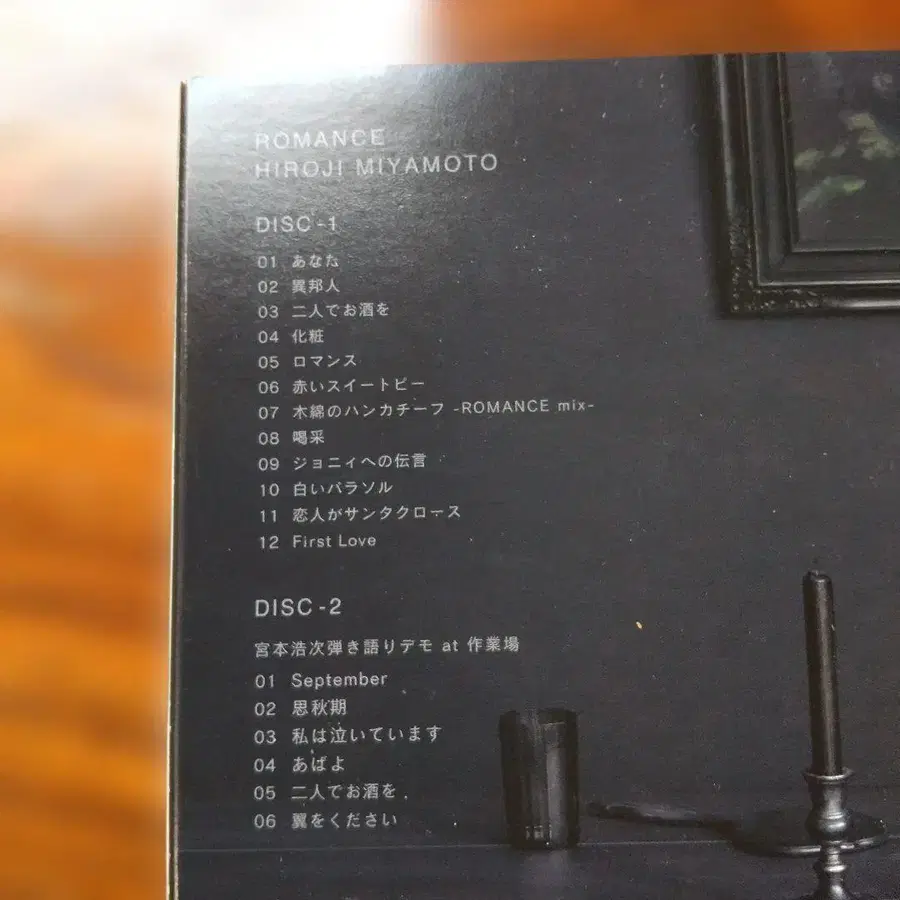 ROMANCE
HIROJI MIYAMOTO
DISC-1
01 あなた
02 異邦人
03 二人でお酒を
04 化粧
05 ロマンス
06 赤いスイートピー
07 木綿のハンカチーフ -ROMANCE mix-
08 喝采
09 ジョニィへの伝言
10 白いパラソル
11 恋人がサンタクロース
12 First Love
DISC-2
宮本浩次弾き語りデモ at 作業場
01 September
02 思秋期
03 私は泣いています
04 あばよ
05 二人でお酒を
06 翼をください